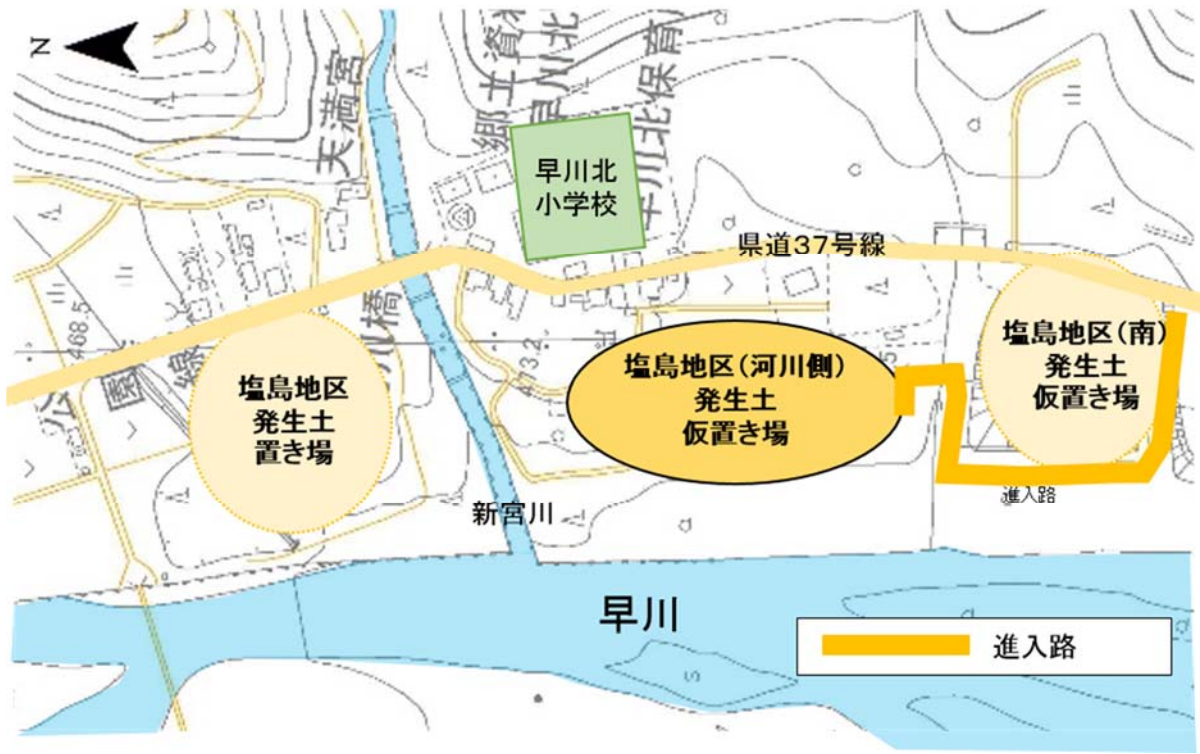 N
天満宮
早川北
小学校
県道37号線
468.5
塩島地区
発生土
置き場
塩島地区(河川側)
発生土
仮置き場
塩島地区(南)
発生土
仮置き場
進入路
新宮川
早川
進入路